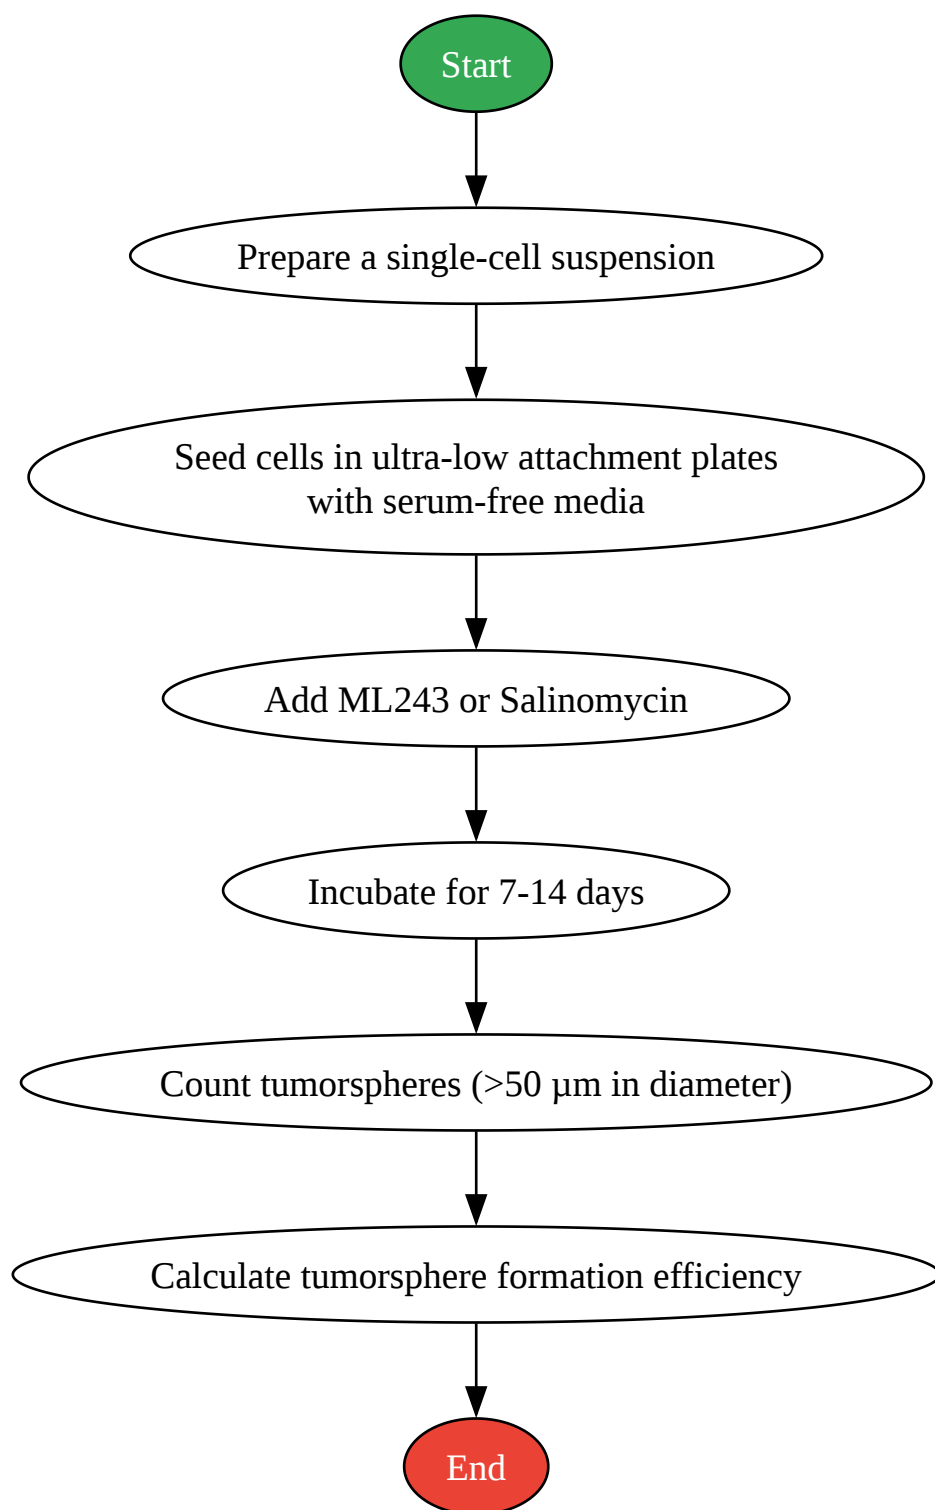 Start
Prepare a single-cell suspension
Seed cells in ultra-low attachment plates
with serum-free media
Add ML243 or Salinomycin
Incubate for 7-14 days
Count tumorspheres (>50 µm in diameter)
Calculate tumorsphere formation efficiency
End